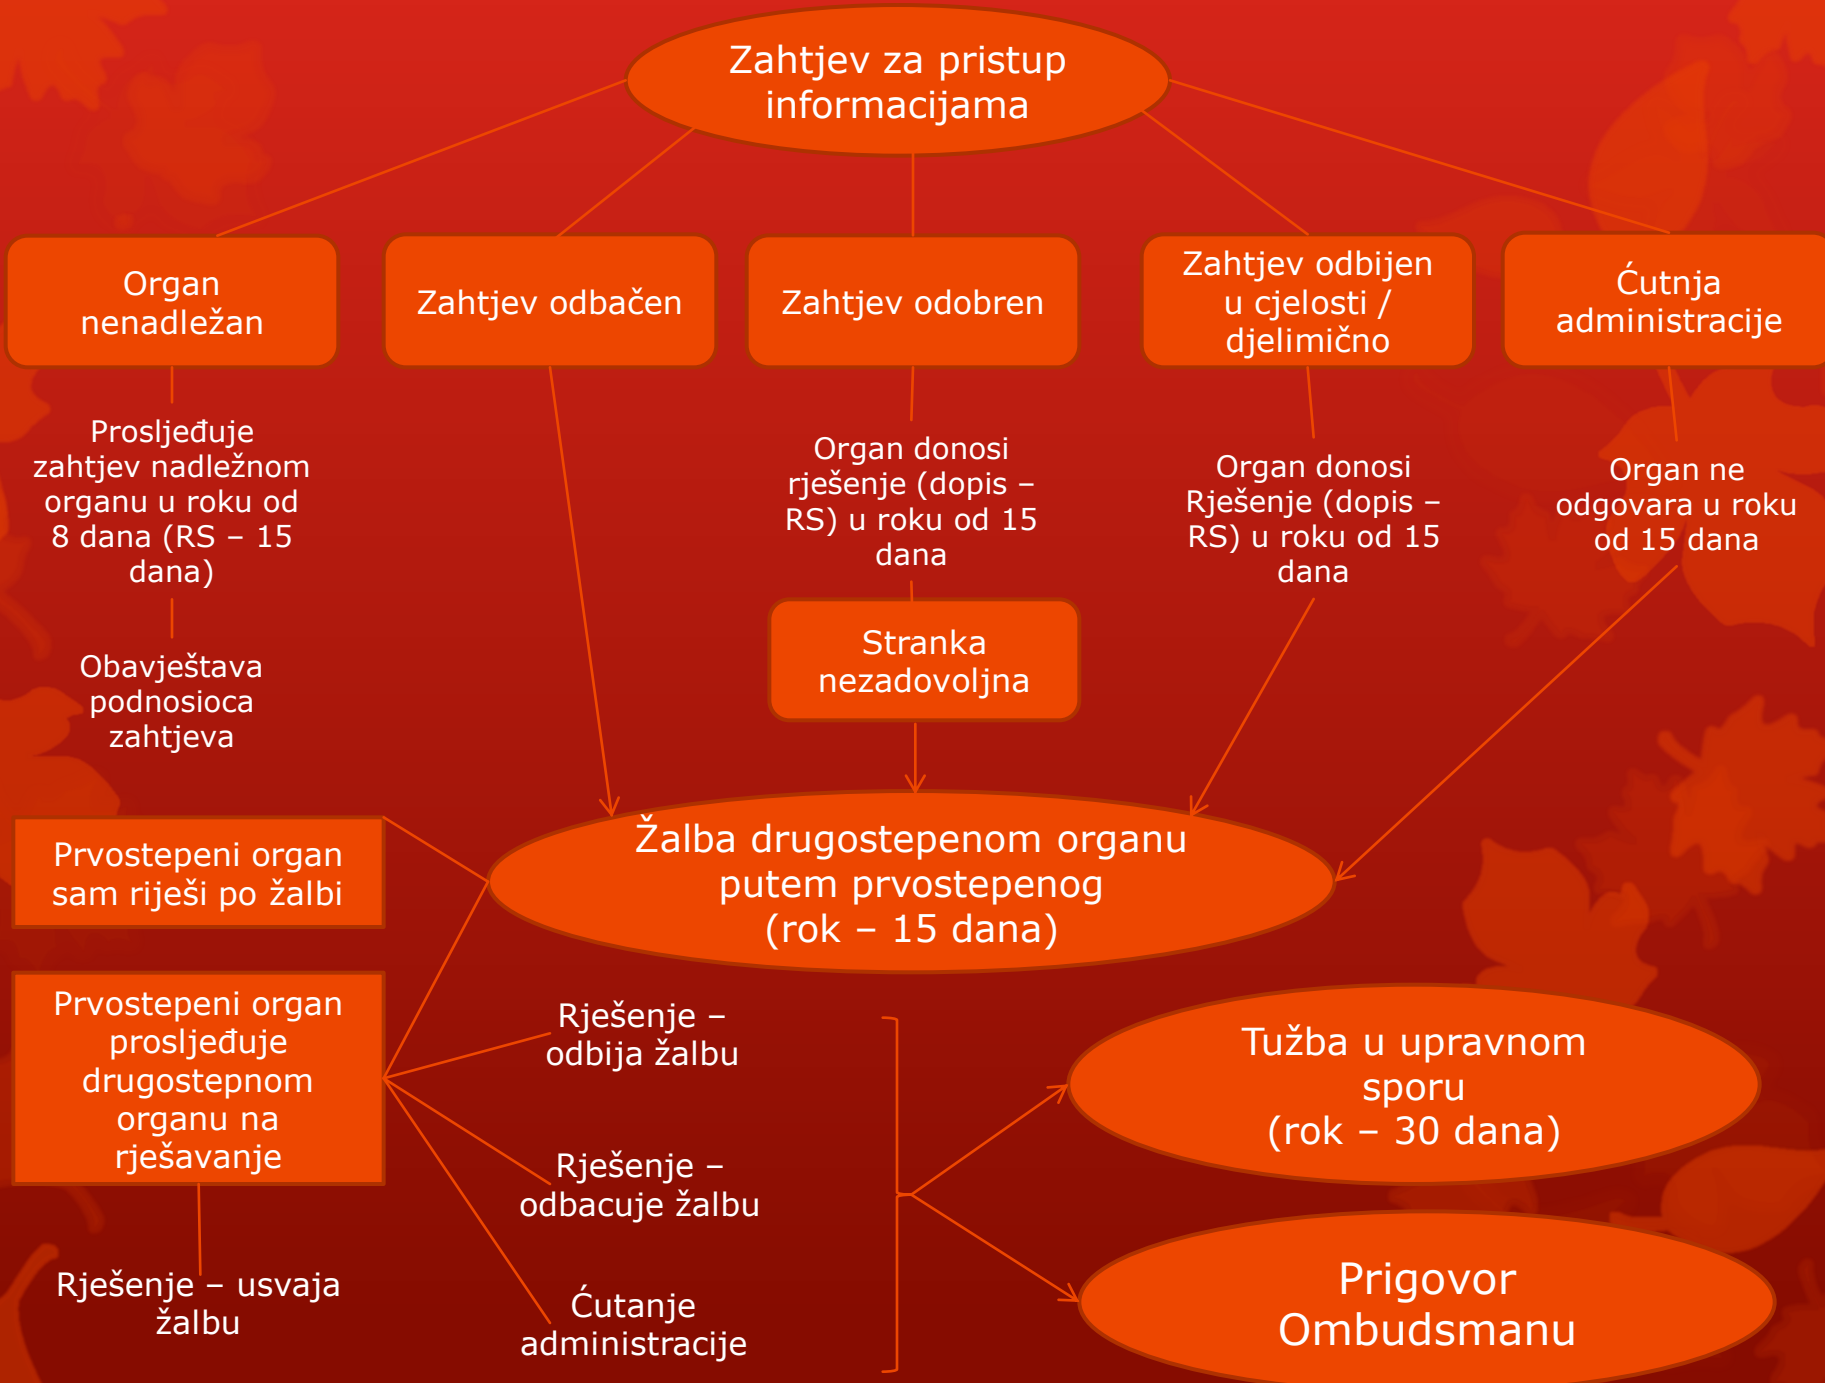 Zahtjev za pristup
informacijama
Organ
nenadležan
Zahtjev odbačen
Zahtjev odobren
Zahtjev odbijen
u cjelosti /
djelimično
Ćutnja
administracije
Prosljeđuje
zahtjev nadležnom
organu u roku od
8 dana (RS – 15
dana)
Organ donosi
rješenje (dopis –
RS) u roku od 15
dana
Organ donosi
Rješenje (dopis –
RS) u roku od 15
dana
Organ ne
odgovara u roku
od 15 dana
Obavještava
podnosioca
zahtjeva
Stranka
nezadovoljna
Žalba drugostepenom organu
putem prvostepenog
(rok – 15 dana)
Prvostepeni organ
sam riješi po žalbi
Prvostepeni organ
prosljeđuje
drugostepnom
organu na
rješavanje
Rješenje –
odbija žalbu
Rješenje –
odbacuje žalbu
Ćutanje
administracije
Rješenje – usvaja
žalbu
Tužba u upravnom
sporu
(rok – 30 dana)
Prigovor
Ombudsmanu